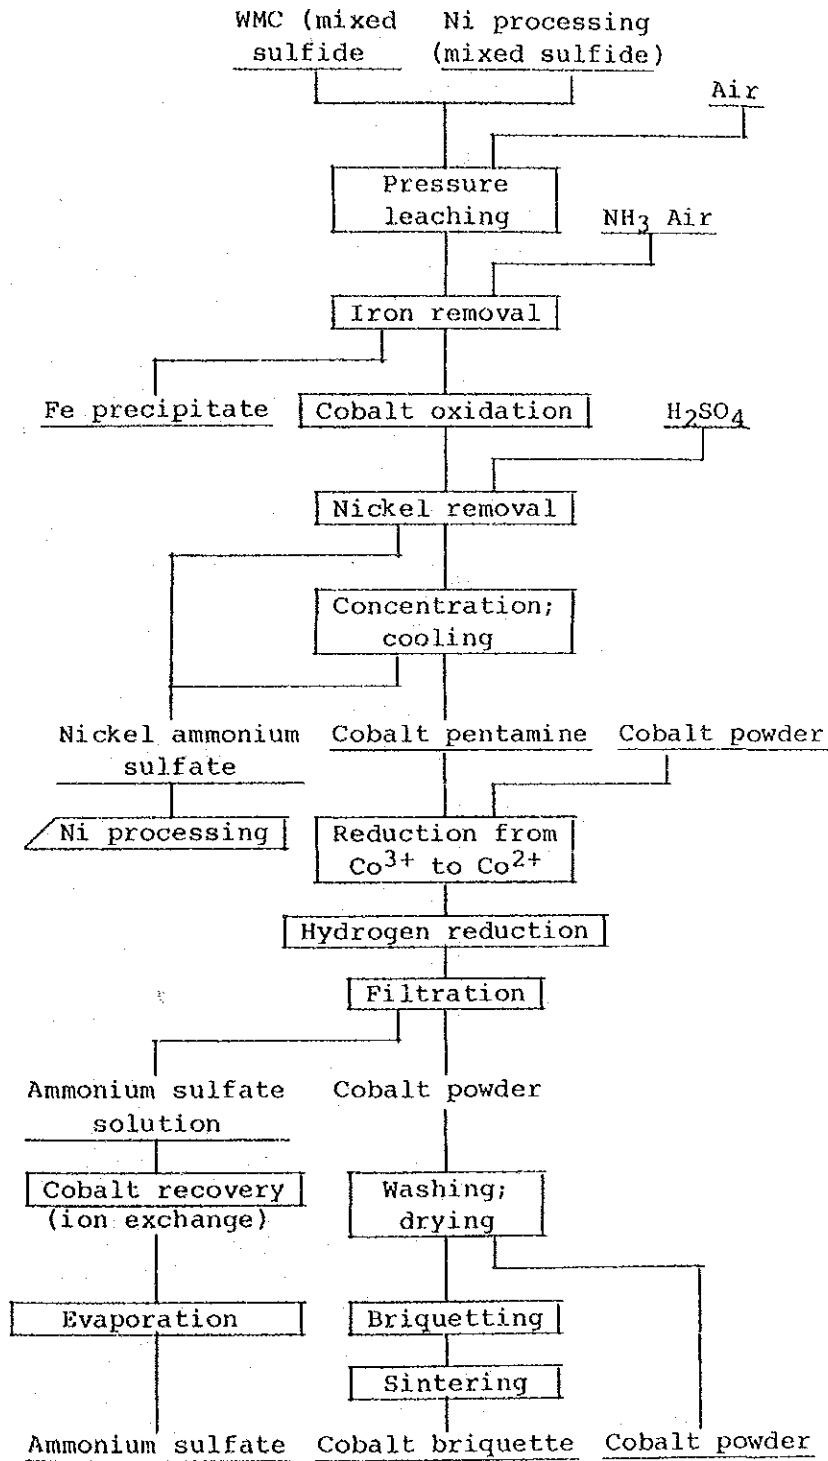 WMC (mixed
sulfide
Ni processing
(mixed sulfide)
Air
Pressure
leaching
NH3 Air
Iron removal
Fe precipitate
Cobalt oxidation
H2SO4
Nickel removal
Concentration;
cooling
Nickel ammonium
sulfate
Cobalt pentamine
Cobalt powder
Ni processing
Reduction from
Co3+ to Co2+
Hydrogen reduction
Filtration
Ammonium sulfate
solution
Cobalt powder
Cobalt recovery
(ion exchange)
Washing;
drying
Evaporation
Briquetting
Sintering
Ammonium sulfate
Cobalt briquette
Cobalt powder